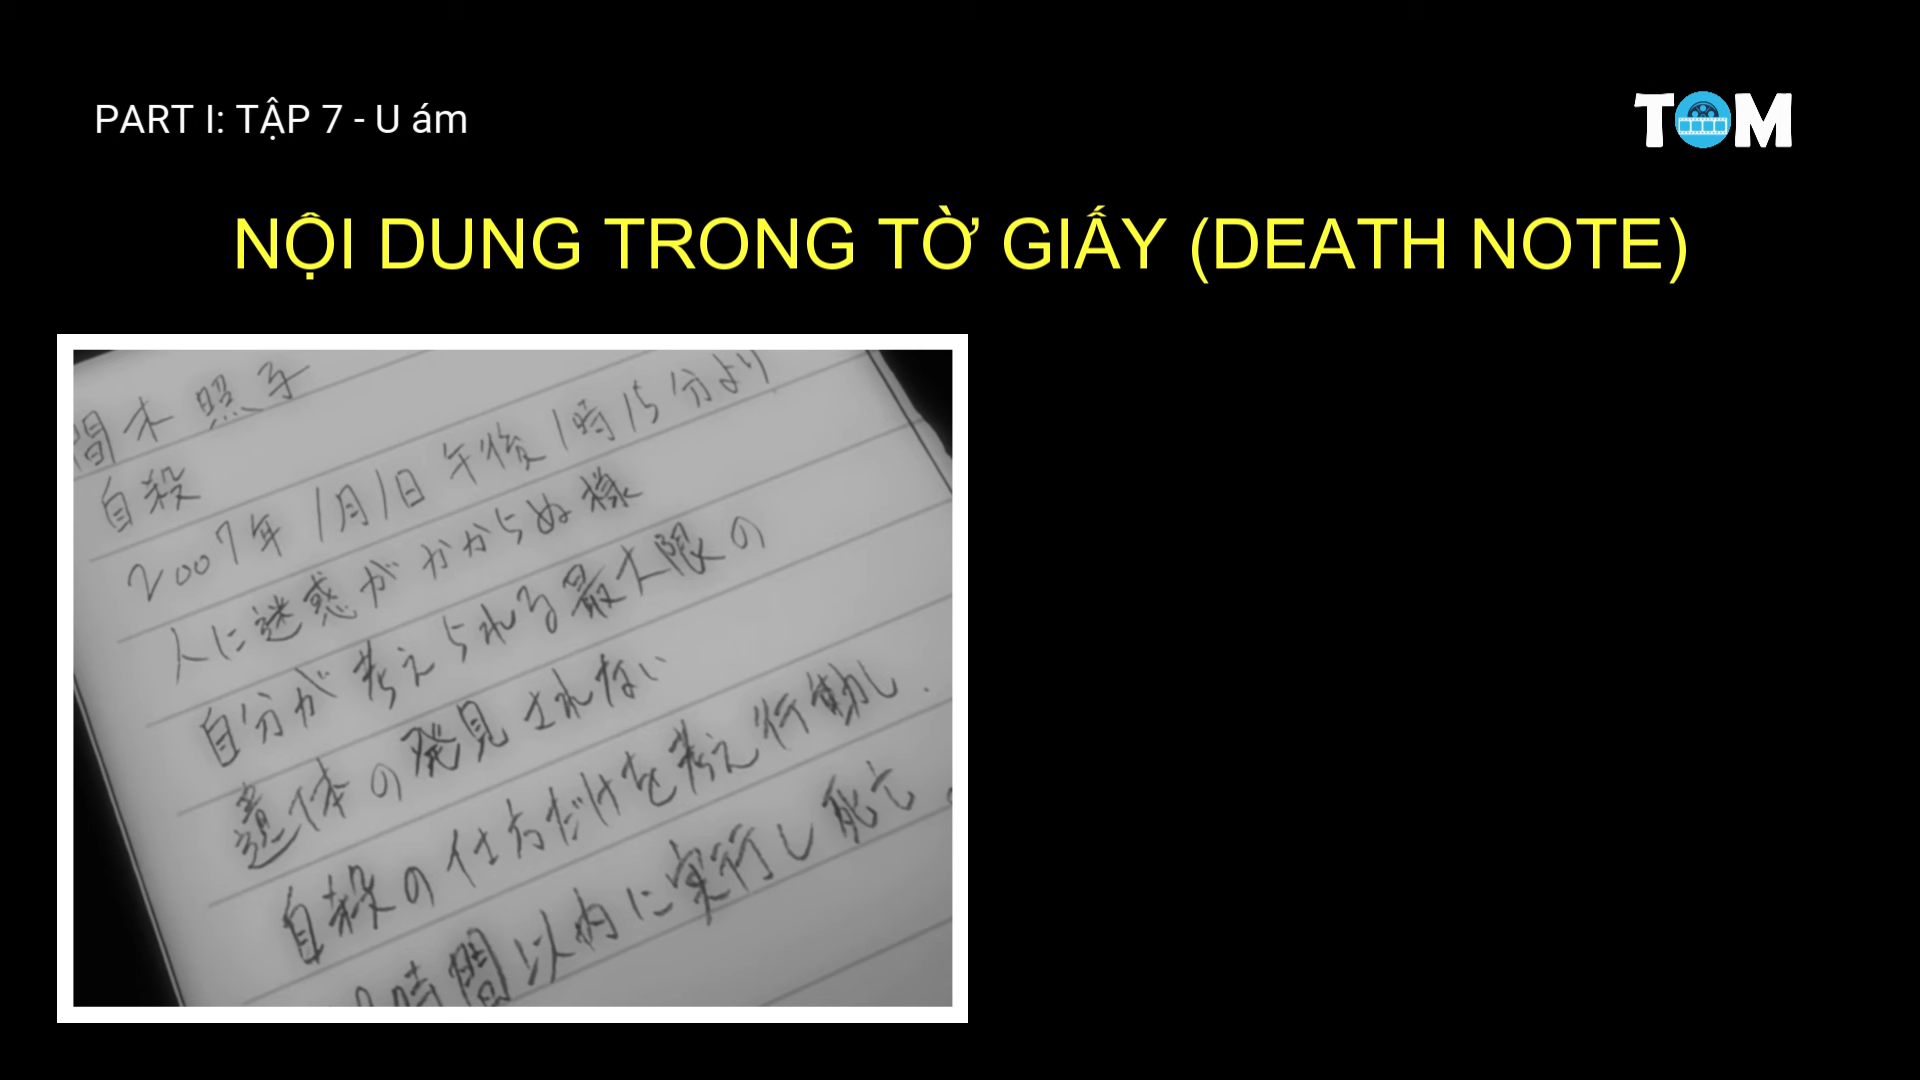 PART I: TẬP 7 - U ám
TOM
NỘI DUNG TRONG TỜ GIẤY (DEATH NOTE)
間木照子
自殺
2007年1月1日午後1時15分より
人に迷惑がかからぬ様
自分が考えられる最大限の
遺体の発見されない
自殺の仕方だけを考え行動し.
時間以内に実行し死亡。